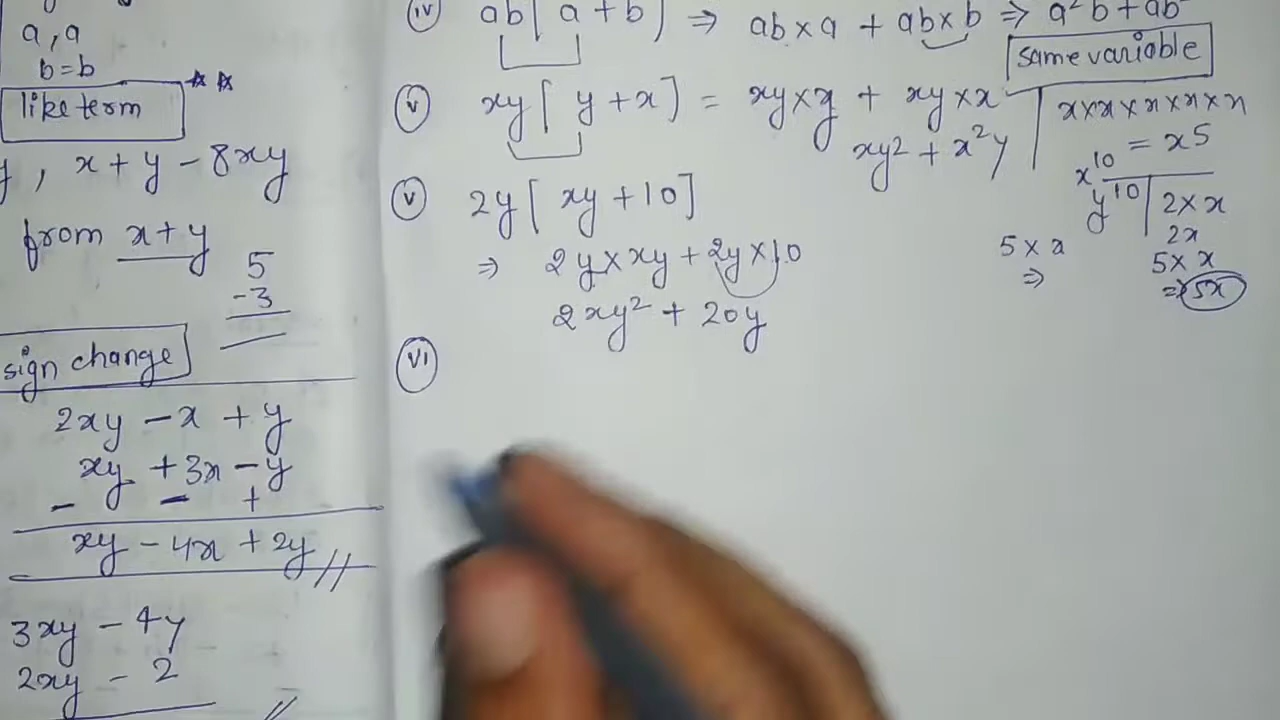 a , a
b = b
like term
, x + y - 8xy
from x + y
5
-3
sign change
2xy - x + y
xy + 3x - y
- - +
xy - 4x + 2y //
3xy - 4y
2xy - 2
(iv) ab[ a + b ] ⇒ ab × a + ab × b ⇒ a²b + ab
same variable
(v) xy[ y + x ] = xy × y + xy × x
xy² + x²y
(v) 2y[ xy + 10 ]
⇒ 2y × xy + 2y × 10
2xy² + 20y
(vi)
x × x × x × x × x
= x5
x10
y10
2 × x
2x
5 × x
⇒
5 × x
= 5x